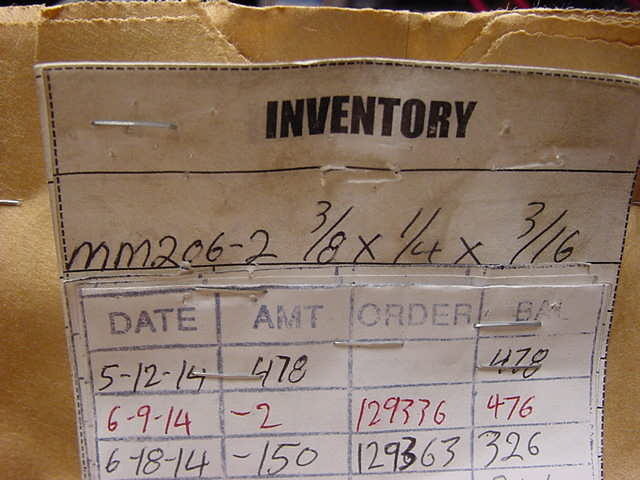 INVENTORY
MM206-2 3/8 x 1/4 x 3/16
DATE AMT ORDER BAL
5-12-14 478 478
6-9-14 -2 129336 476
6-18-14 -150 129363 326